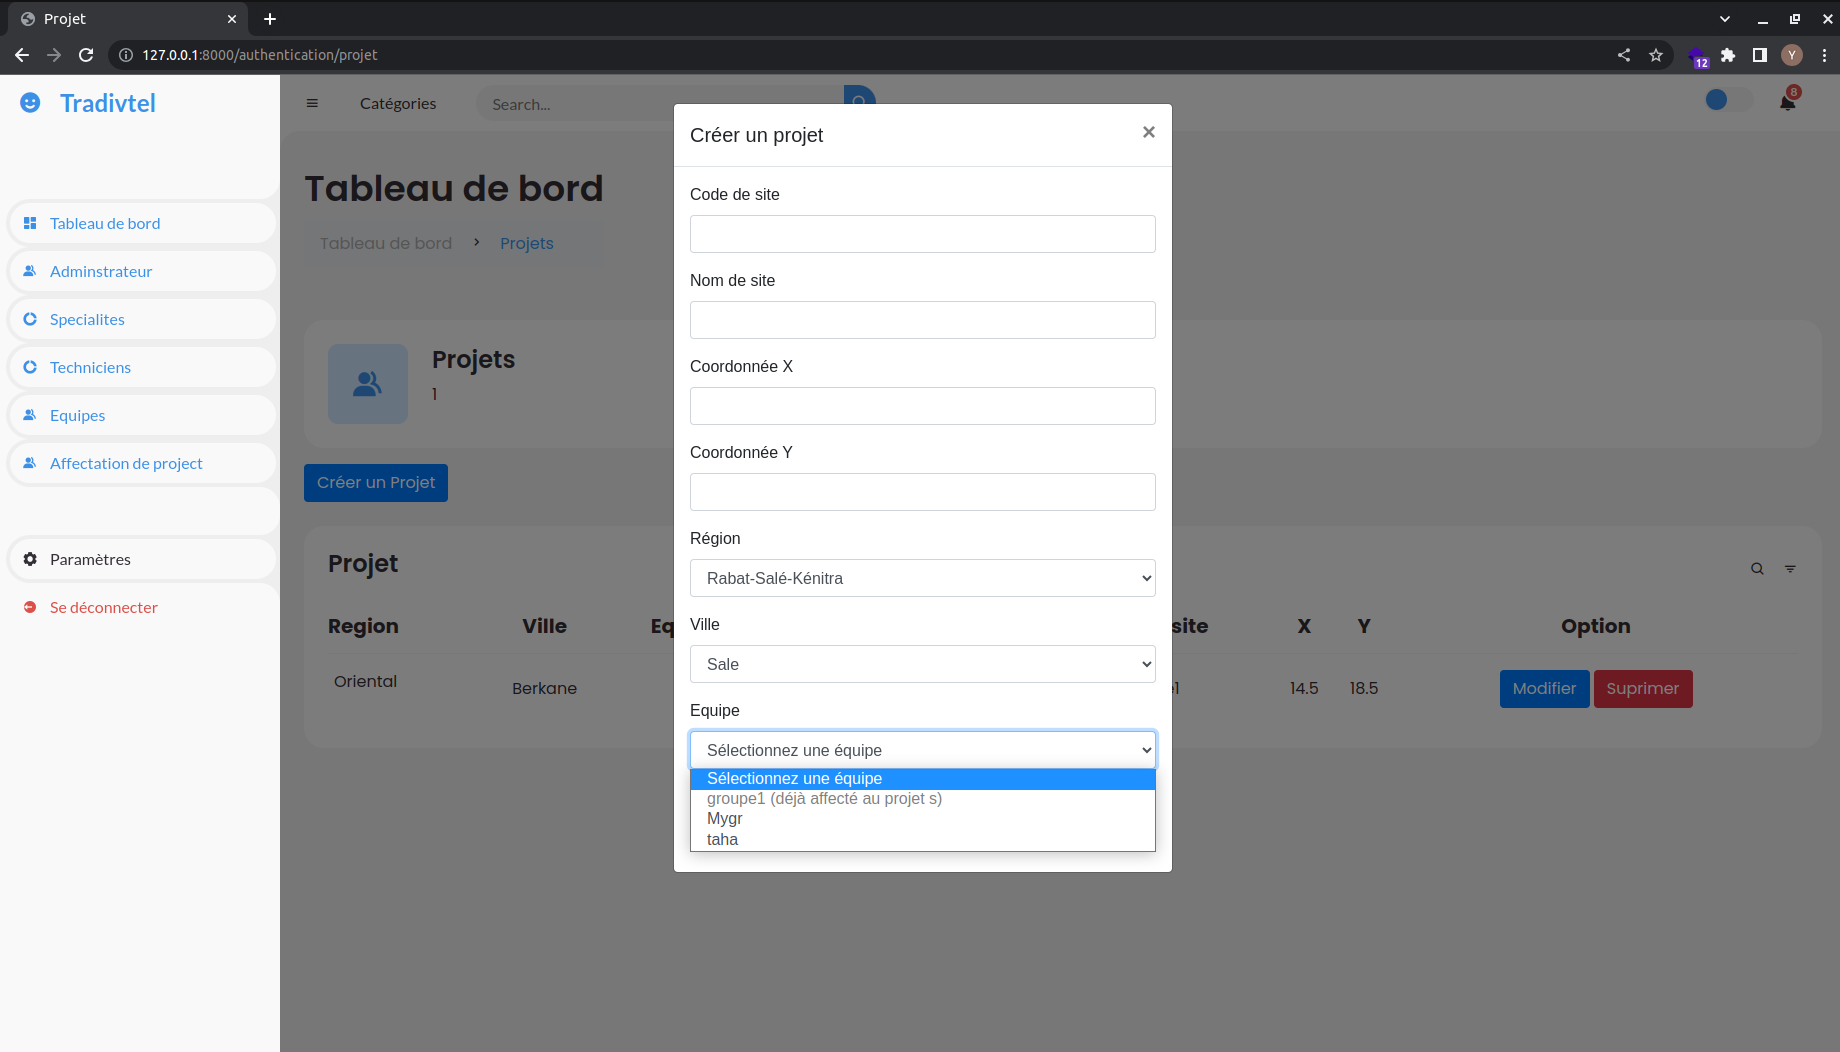 Projet
127.0.0.1:8000/authentication/projet
12
Y
Tradivtel
Catégories
Search...
8
Tableau de bord
Adminstrateur
Specialites
Techniciens
Equipes
Affectation de project
Paramètres
Se déconnecter
Tableau de bord
Tableau de bord > Projets
Projets
1
Créer un Projet
Projet
Region Ville Eq site X Y Option
Oriental Berkane 14.5 18.5 Modifier Suprimer
Créer un projet ×
Code de site
Nom de site
Coordonnée X
Coordonnée Y
Région
Rabat-Salé-Kénitra
Ville
Sale
Equipe
Sélectionnez une équipe
Sélectionnez une équipe
groupe1 (déjà affecté au projet s)
Mygr
taha